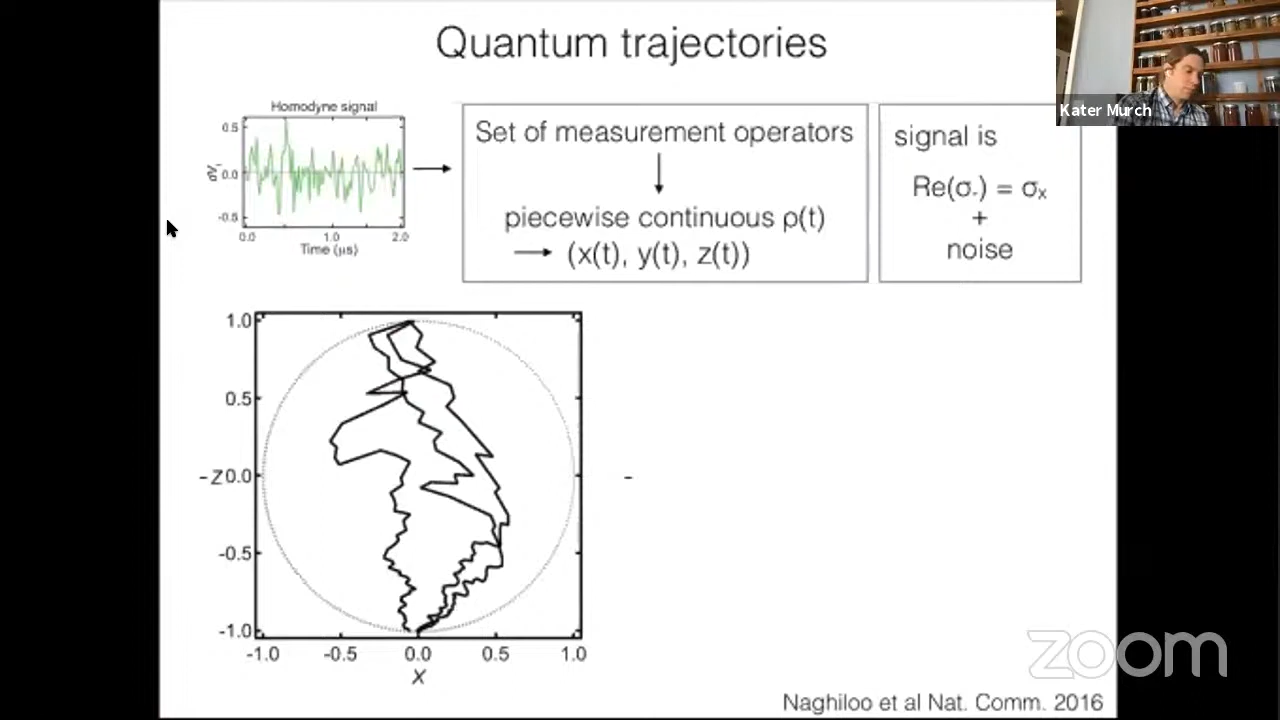 Quantum trajectories
Kater Murch
Homodyne signal
0.5
0.0
-0.5
dVᵢ
0.0 1.0 2.0
Time (μs)
Set of measurement operators
piecewise continuous ρ(t)
(x(t), y(t), z(t))
signal is
Re(σ-) = σx
+
noise
1.0
0.5
-Z 0.0
-0.5
-1.0
-1.0 -0.5 0.0 0.5 1.0
X
-
zoom
Naghiloo et al Nat. Comm. 2016